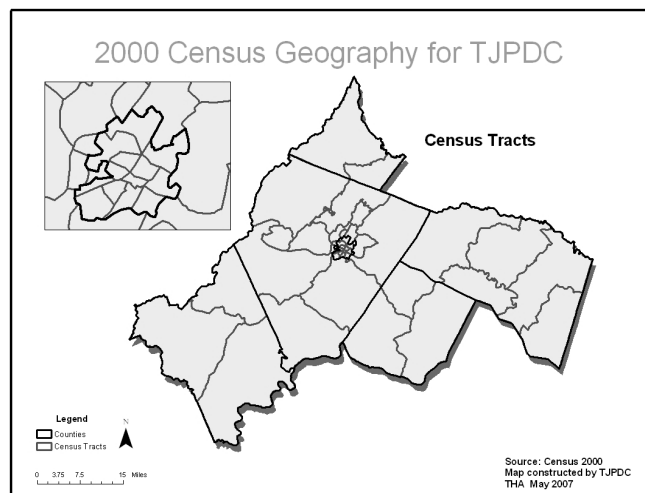 2000 Census Geography for TJPDC
Census Tracts
Legend
Counties
Census Tracts
N
0 3.75 7.5 15 Miles
Source: Census 2000
Map constructed by TJPDC
THA May 2007